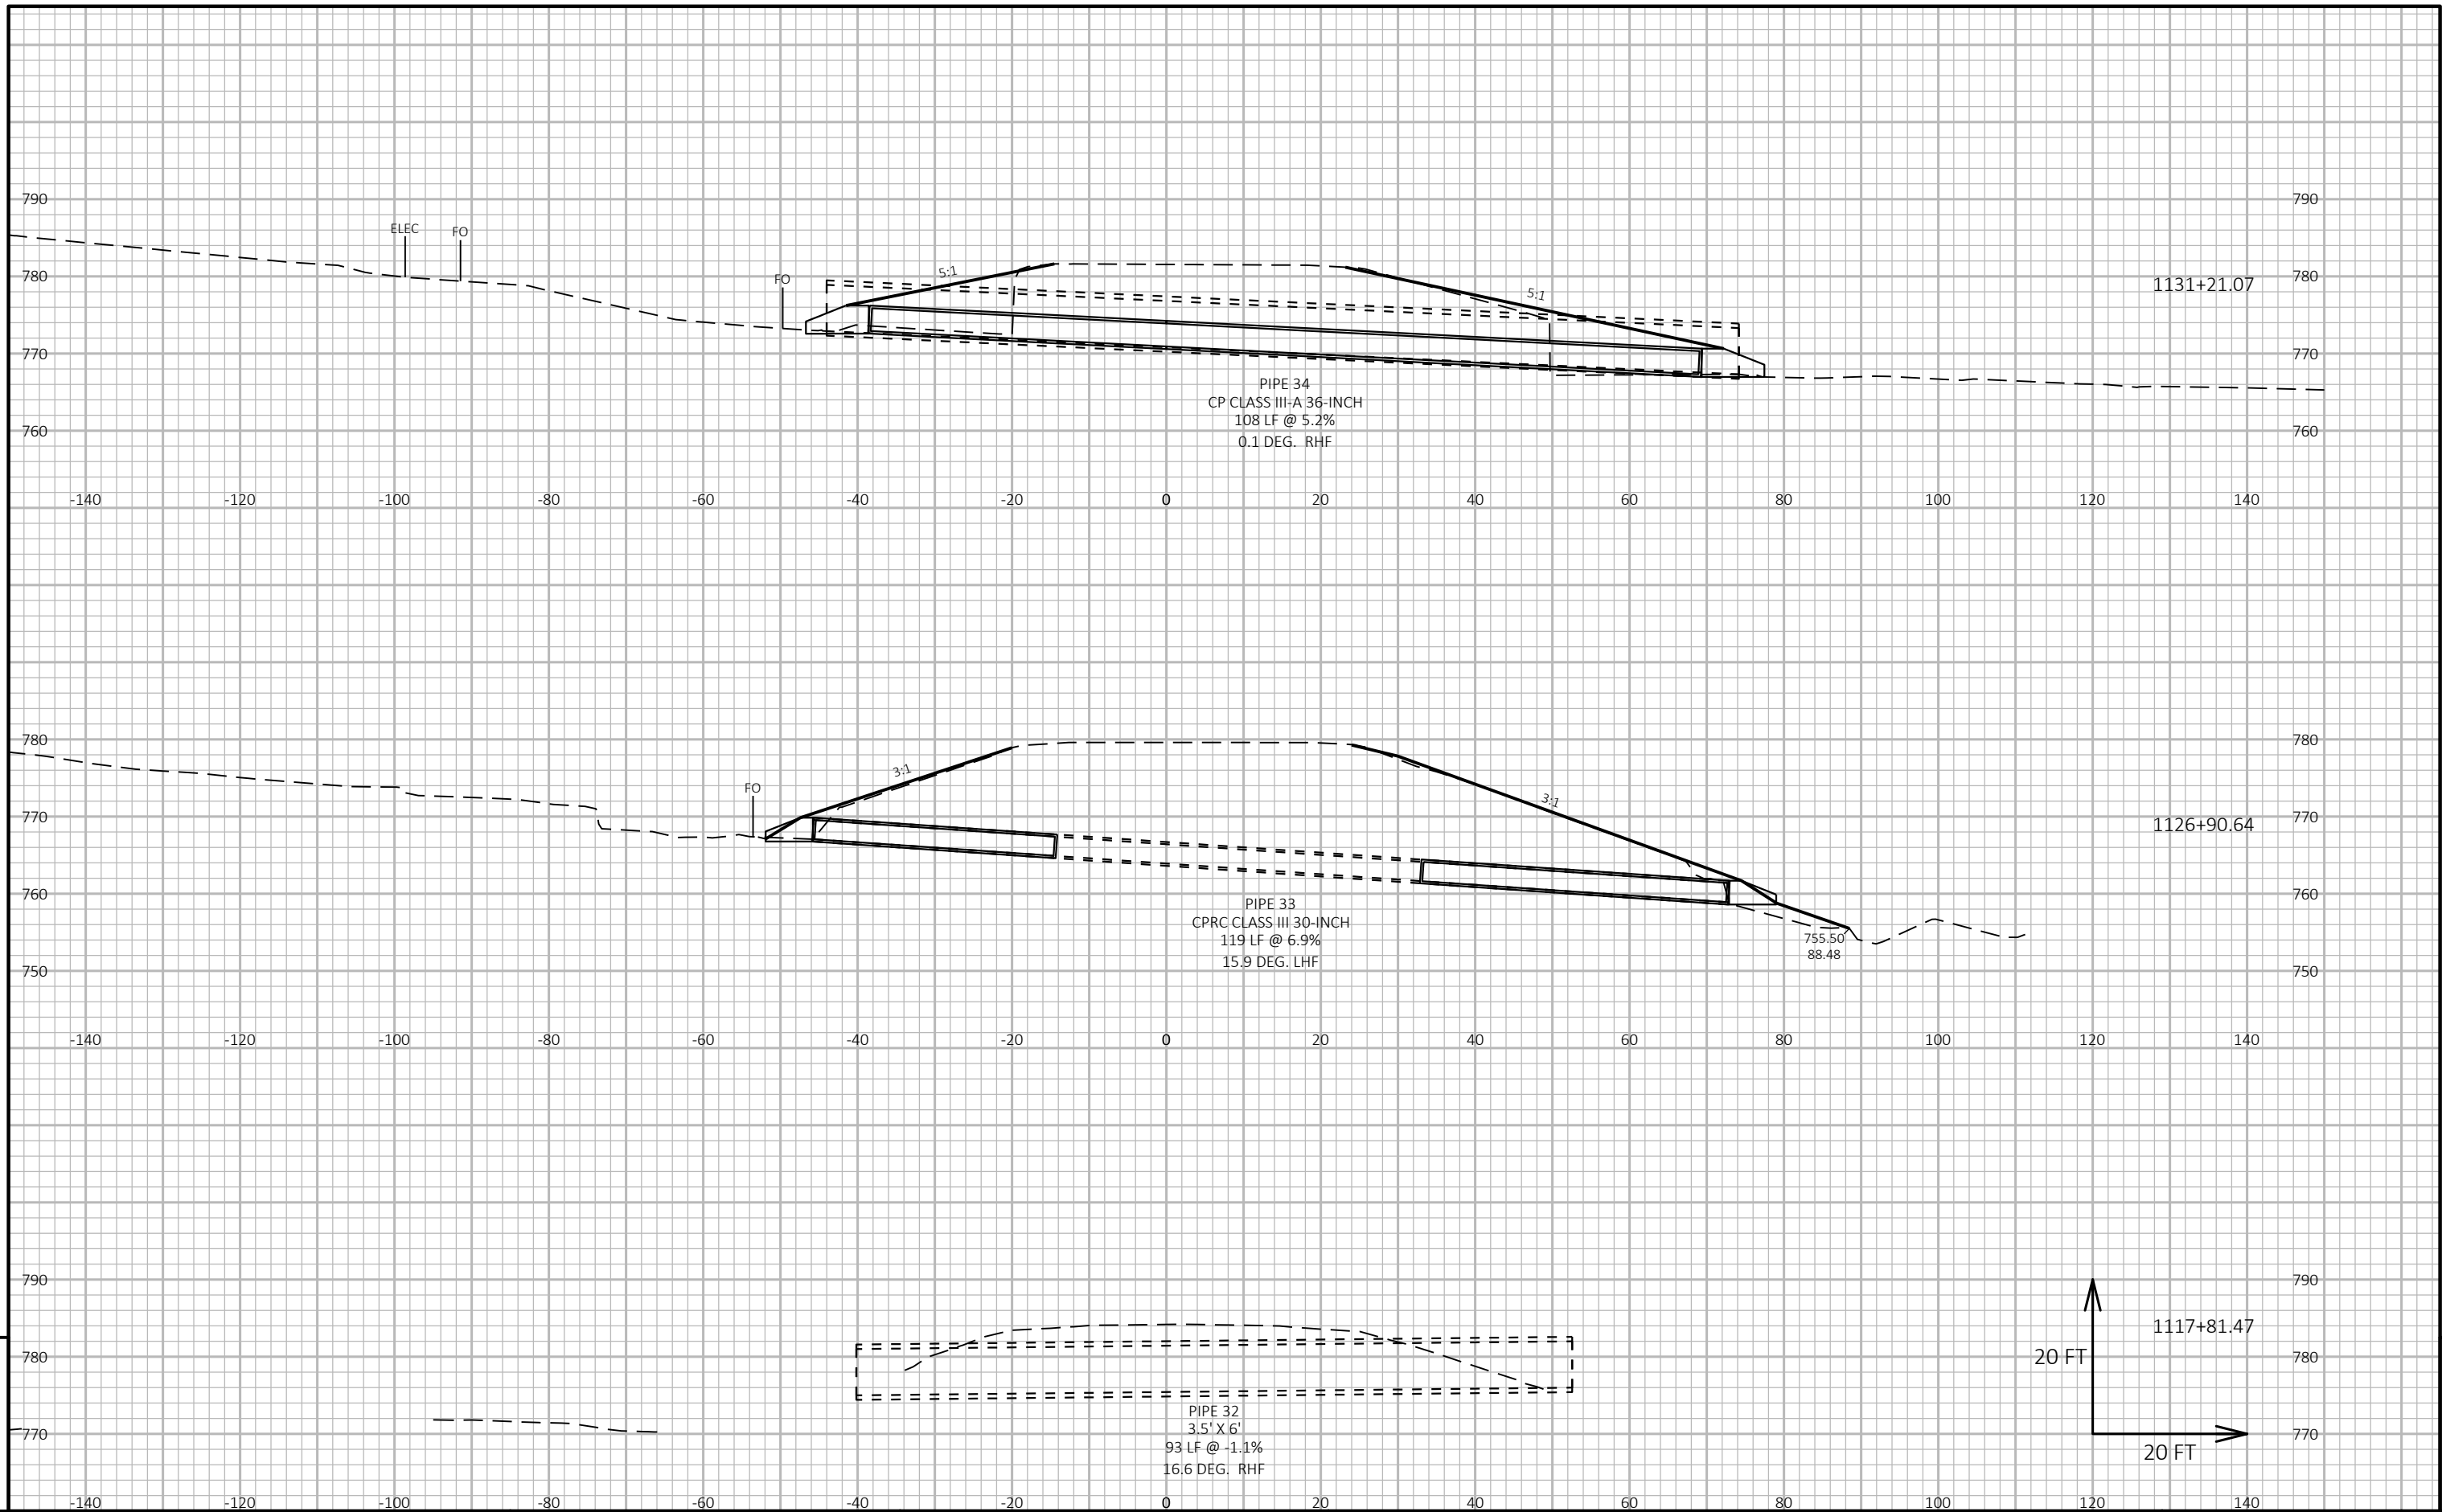 790 790
ELEC FO
FO
780 5:1 780
1131+21.07
5:1
770 770
PIPE 34
CP CLASS III-A 36-INCH
108 LF @ 5.2%
760 760
0.1 DEG. RHF
-140 -120 -100 -80 -60 -40 -20 0 20 40 60 80 100 120 140
780 780
3:1
FO
3:1
770 770
1126+90.64
760 760
PIPE 33
CPRC CLASS III 30-INCH
119 LF @ 6.9%
15.9 DEG. LHF
755.50
88.48
750 750
-140 -120 -100 -80 -60 -40 -20 0 20 40 60 80 100 120 140
790 790
1117+81.47
780 20 FT 780
PIPE 32
3.5' X 6'
93 LF @ -1.1%
16.6 DEG. RHF
770 770
20 FT
-140 -120 -100 -80 -60 -40 -20 0 20 40 60 80 100 120 140